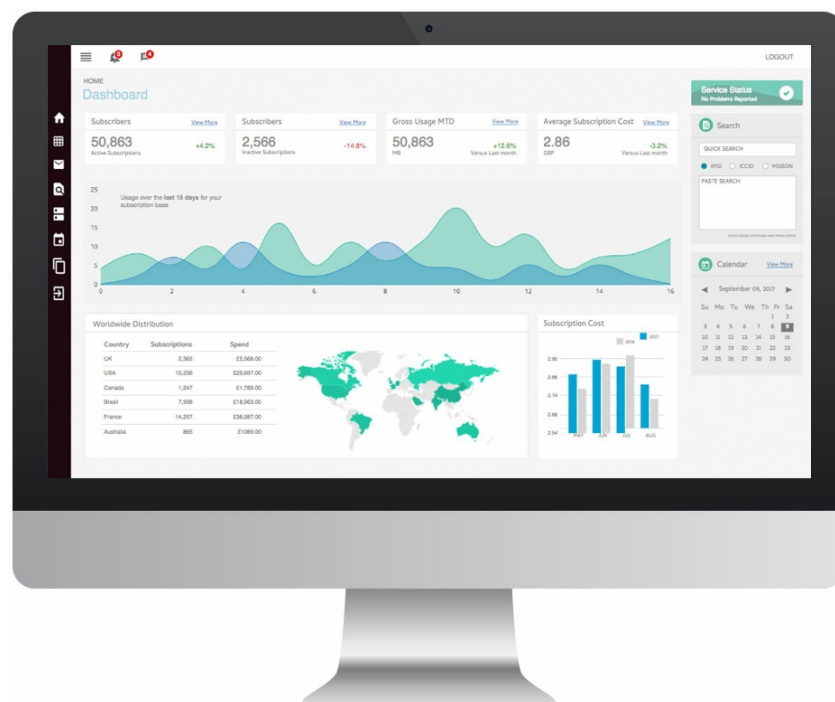 3
4
LOGOUT
HOME
Dashboard
Subscribers View More
50,863 +4.2%
Active Subscriptions
Subscribers View More
2,566 -14.8%
Inactive Subscriptions
Gross Usage MTD View More
50,863 +12.6%
MB Versus Last month
Average Subscription Cost View More
2.86 -3.2%
GBP Versus Last month
Usage over the last 15 days for your
subscription base
25
20
15
10
5
0
0 2 4 6 8 10 12 14 16
Worldwide Distribution
Country Subscriptions Spend
UK 2,365 £2,568.00
USA 10,256
Canada 1,247 £1,789.00
Brasil 7,598 £18,963.00
France 14,257 £36,587.00
Australia 865 £1089.00
Subscription Cost
2016 2017
2.74
2.54
MAY JUN JUL AUG
Service Status
No Problems Reported
Search
QUICK SEARCH
IMSI ICCID MSISDN
PASTE SEARCH
Calendar View More
September 09, 2017
Su Mo Tu We Th Fr Sa
1 2
3 4 5 6 7 8 9
10 11 12 13 14 15 16
17 18 19 20 21 22 23
24 25 26 27 28 29 30